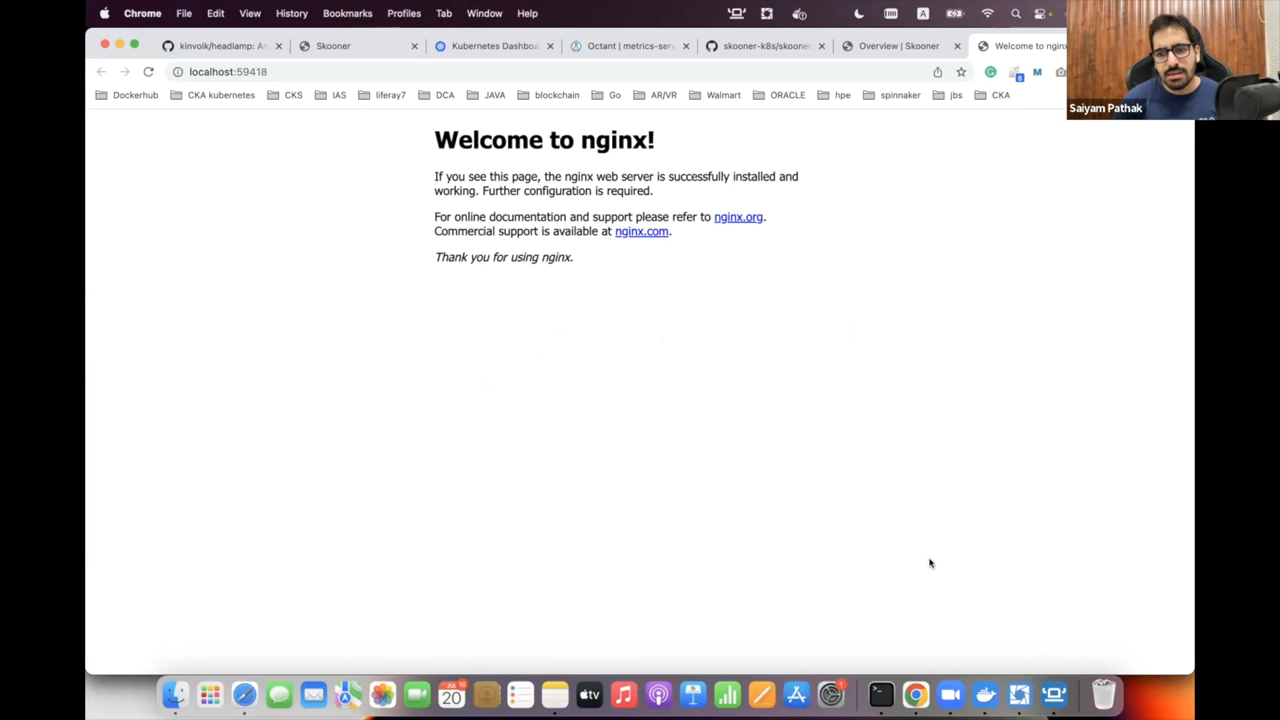 Chrome File Edit View History Bookmarks Profiles Tab Window Help A
kinvolk/headlamp: A Skooner Kubernetes Dashboa Octant | metrics-ser skooner-k8s/skoone Overview | Skooner Welcome to nginx
localhost:59418
Dockerhub CKA kubernetes CKS IAS liferay7 DCA JAVA blockchain Go AR/VR Walmart ORACLE hpe spinnaker jbs CKA
Saiyam Pathak
Welcome to nginx!
If you see this page, the nginx web server is successfully installed and
working. Further configuration is required.
For online documentation and support please refer to nginx.org.
Commercial support is available at nginx.com.
Thank you for using nginx.
JUL
20
tv